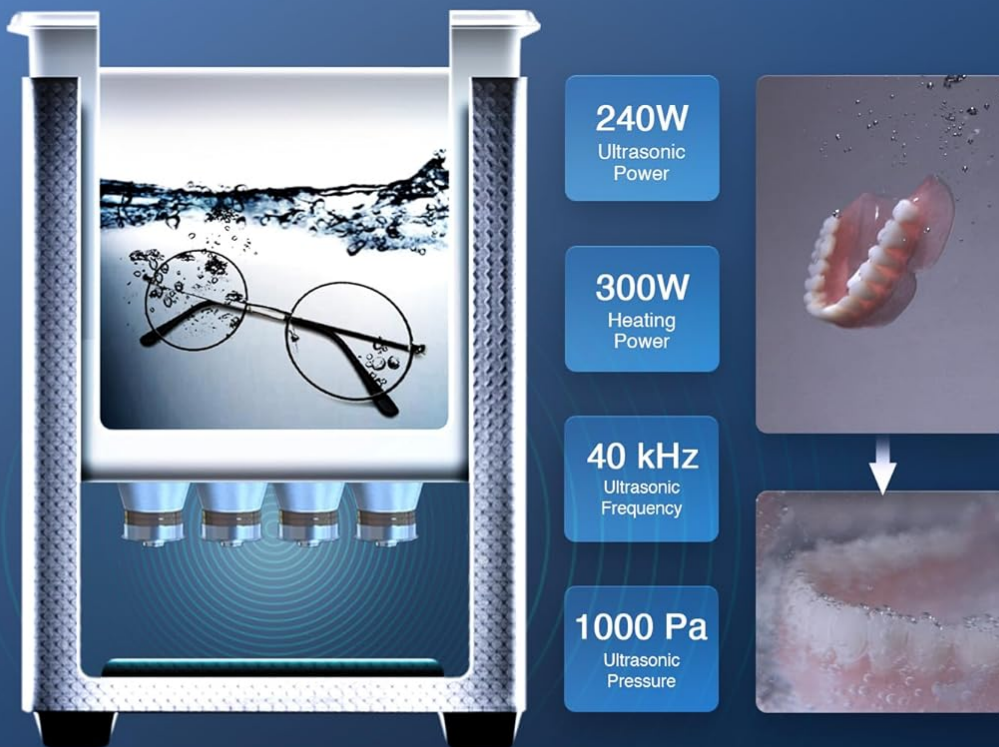 240W
Ultrasonic
Power
300W
Heating
Power
40 kHz
Ultrasonic
Frequency
1000 Pa
Ultrasonic
Pressure